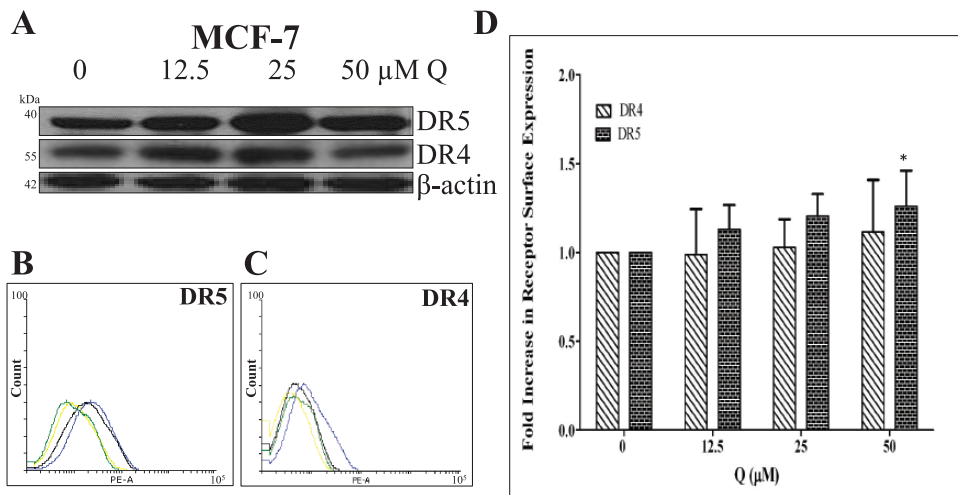 A
MCF-7
0 12.5 25 50 µM Q
kDa
40
DR5
55
DR4
42
β-actin
B
DR5
100
Count
PE-A
10⁵
C
DR4
100
Count
PE-A
10⁵
D
Fold Increase in Receptor Surface Expression
2.0
1.5
1.0
0.5
0.0
DR4
DR5
*
0 12.5 25 50
Q (µM)